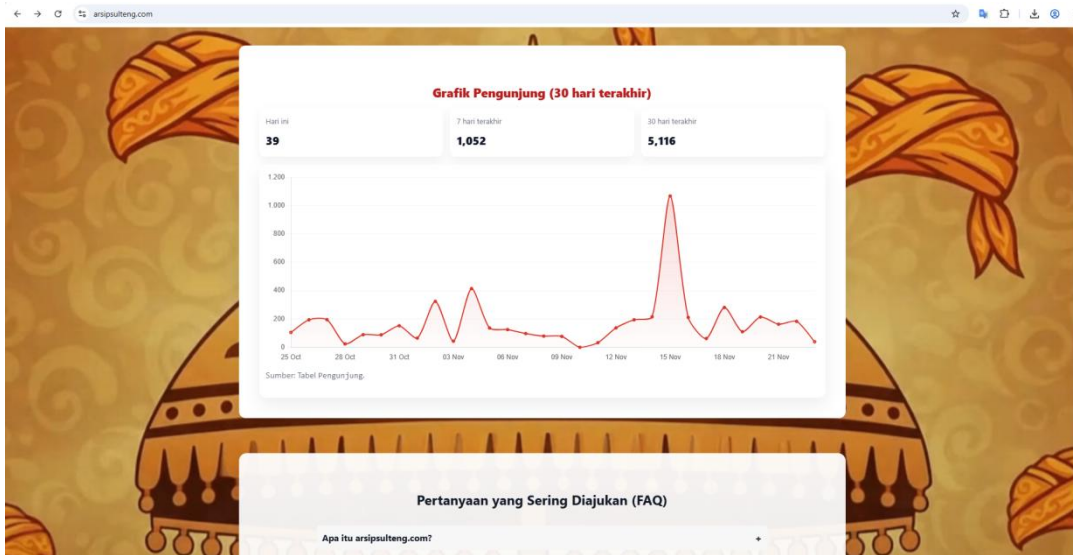 arsipsulteng.com
Grafik Pengunjung (30 hari terakhir)
Hari ini
39
7 hari terakhir
1,052
30 hari terakhir
5,116
1.200
1.000
800
600
400
200
0
25 Oct 28 Oct 31 Oct 03 Nov 06 Nov 09 Nov 12 Nov 15 Nov 18 Nov 21 Nov
Sumber: Tabel Pengunjung.
Pertanyaan yang Sering Diajukan (FAQ)
Apa itu arsipsulteng.com? +